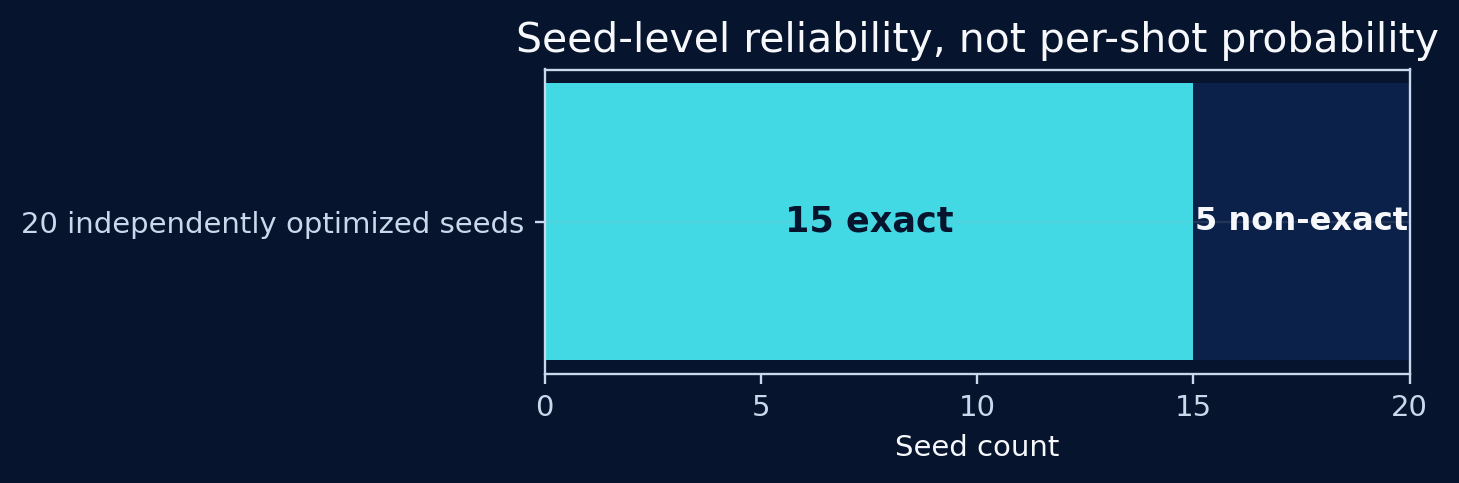 Seed-level reliability, not per-shot probability
20 independently optimized seeds
15 exact
5 non-exact
0 5 10 15 20
Seed count